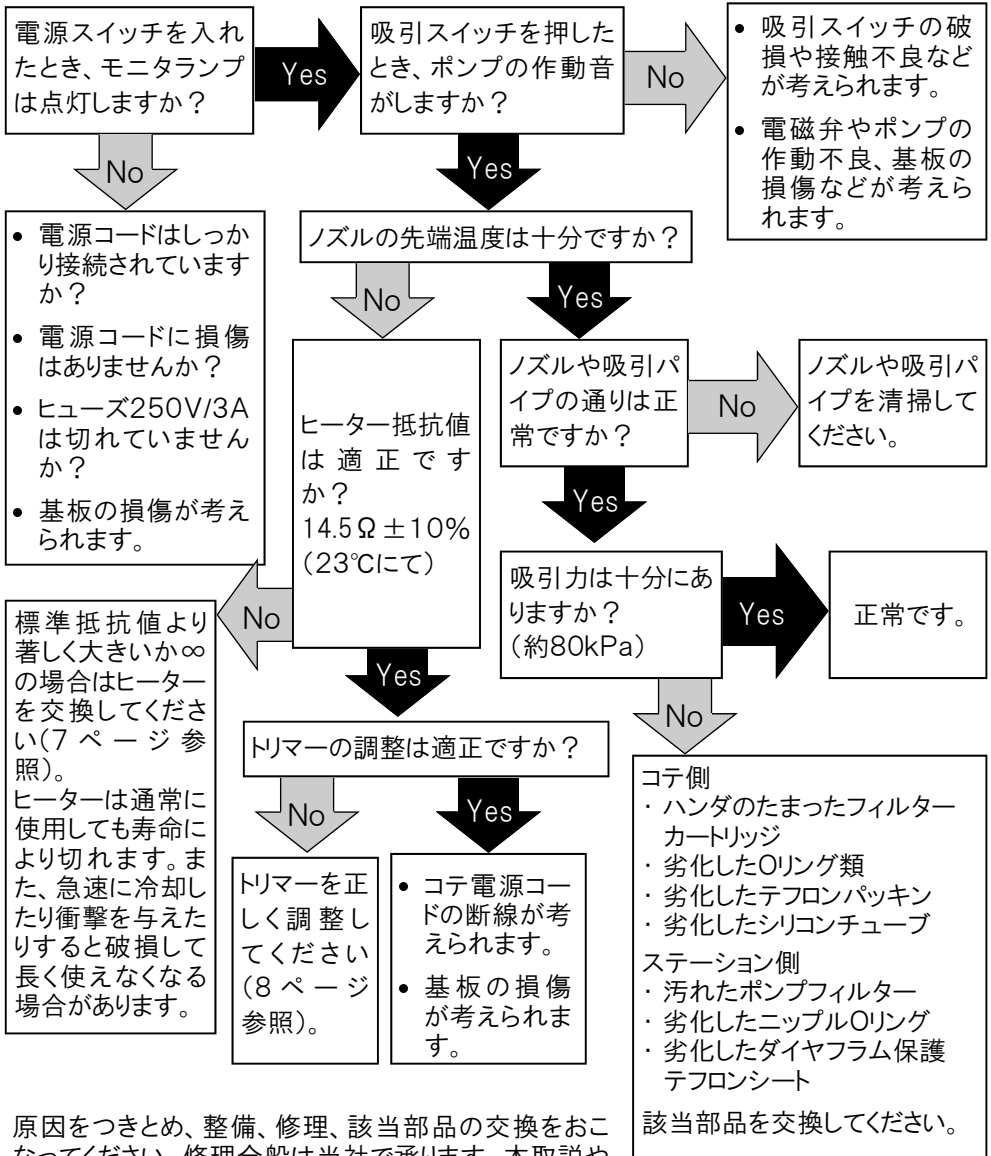 電源スイッチを入れ
たとき、モニタランプ
は点灯しますか？
Yes
吸引スイッチを押した
とき、ポンプの作動音
がしますか？
No
• 吸引スイッチの破
損や接触不良など
が考えられます。
• 電磁弁やポンプの
作動不良、基板の
損傷などが考えら
れます。
No
Yes
• 電源コードはしっか
り接続されています
か？
• 電源コードに損傷
はありませんか？
• ヒューズ250V/3A
は切れていません
か？
• 基板の損傷が考え
られます。
ノズルの先端温度は十分ですか？
No
Yes
ヒーター抵抗値
は適正です
か？
14.5Ω±10%
(23℃にて)
ノズルや吸引パ
イプの通りは正
常ですか？
No
ノズルや吸引パ
イプを清掃して
ください。
Yes
吸引力は十分にあ
りますか？
(約80kPa)
Yes
正常です。
No
標準抵抗値より
著しく大きいか∞
の場合はヒーター
を交換してくださ
い(7ページ参
照)。
ヒーターは通常に
使用しても寿命に
より切れます。ま
た、急速に冷却し
たり衝撃を与えた
りすると破損して
長く使えなくなる
場合があります。
Yes
No
トリマーの調整は適正ですか？
No
Yes
トリマーを正
しく調整し
てください
(8ページ
参照)。
• コテ電源コー
ドの断線が考
えられます。
• 基板の損傷
が考えられま
す。
コテ側
・ハンダのたまったフィルター
カートリッジ
・劣化したOリング類
・劣化したテフロンパッキン
・劣化したシリコンチューブ
ステーション側
・汚れたポンプフィルター
・劣化したニップルOリング
・劣化したダイヤフラム保護
テフロンシート
該当部品を交換してください。
原因をつきとめ、整備、修理、該当部品の交換をおこ
なってください。修理全般は当社で承ります。本取説や